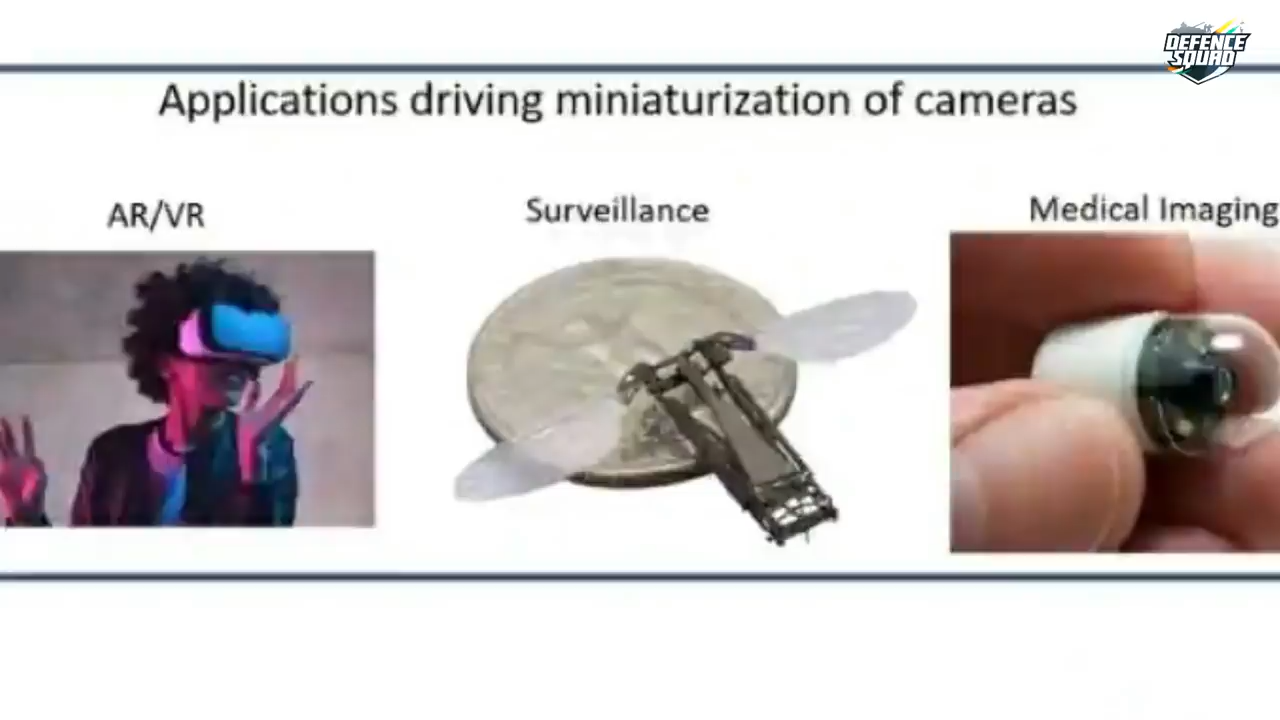 DEFENCE
SQUAD
Applications driving miniaturization of cameras
AR/VR
Surveillance
Medical Imaging